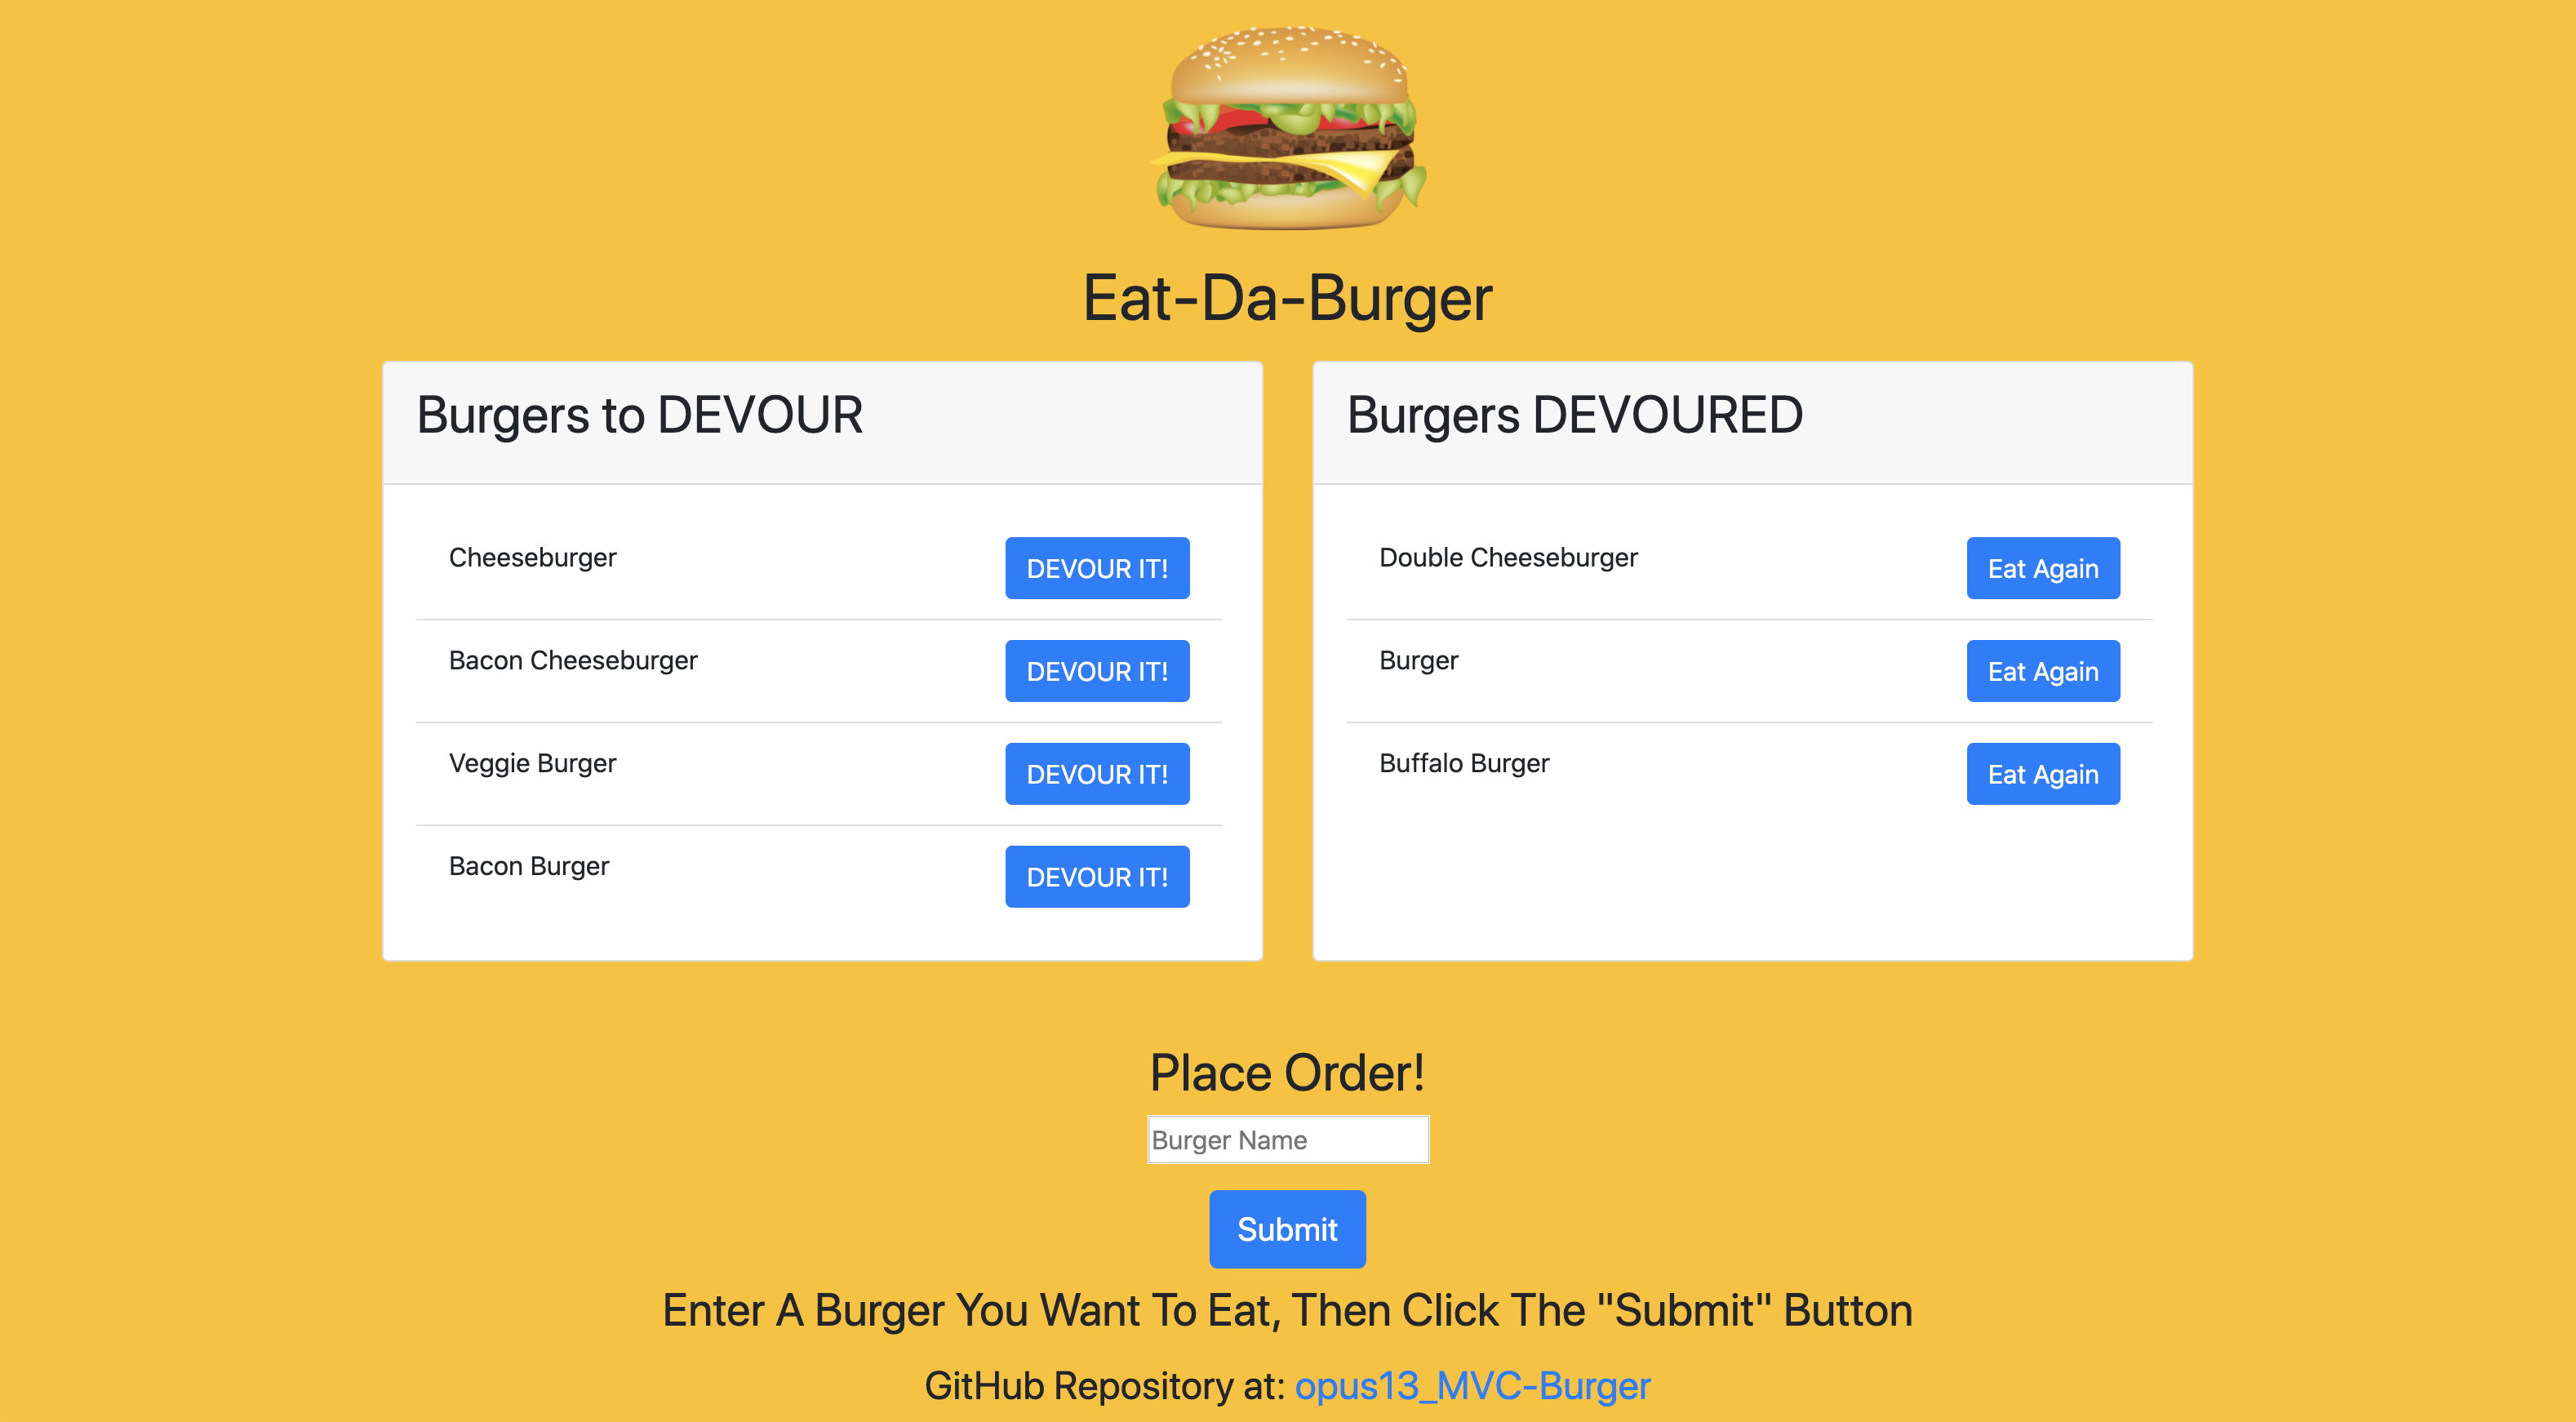 Eat-Da-Burger
Burgers to DEVOUR
Cheeseburger
DEVOUR IT!
Bacon Cheeseburger
DEVOUR IT!
Veggie Burger
DEVOUR IT!
Bacon Burger
DEVOUR IT!
Burgers DEVOURED
Double Cheeseburger
Eat Again
Burger
Eat Again
Buffalo Burger
Eat Again
Place Order!
Burger Name
Submit
Enter A Burger You Want To Eat, Then Click The "Submit" Button
GitHub Repository at: opus13_MVC-Burger